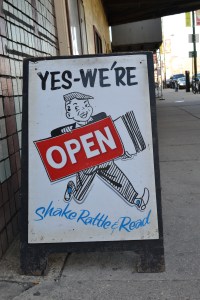 YES-WE'RE
OPEN
Shake Rattle & Read